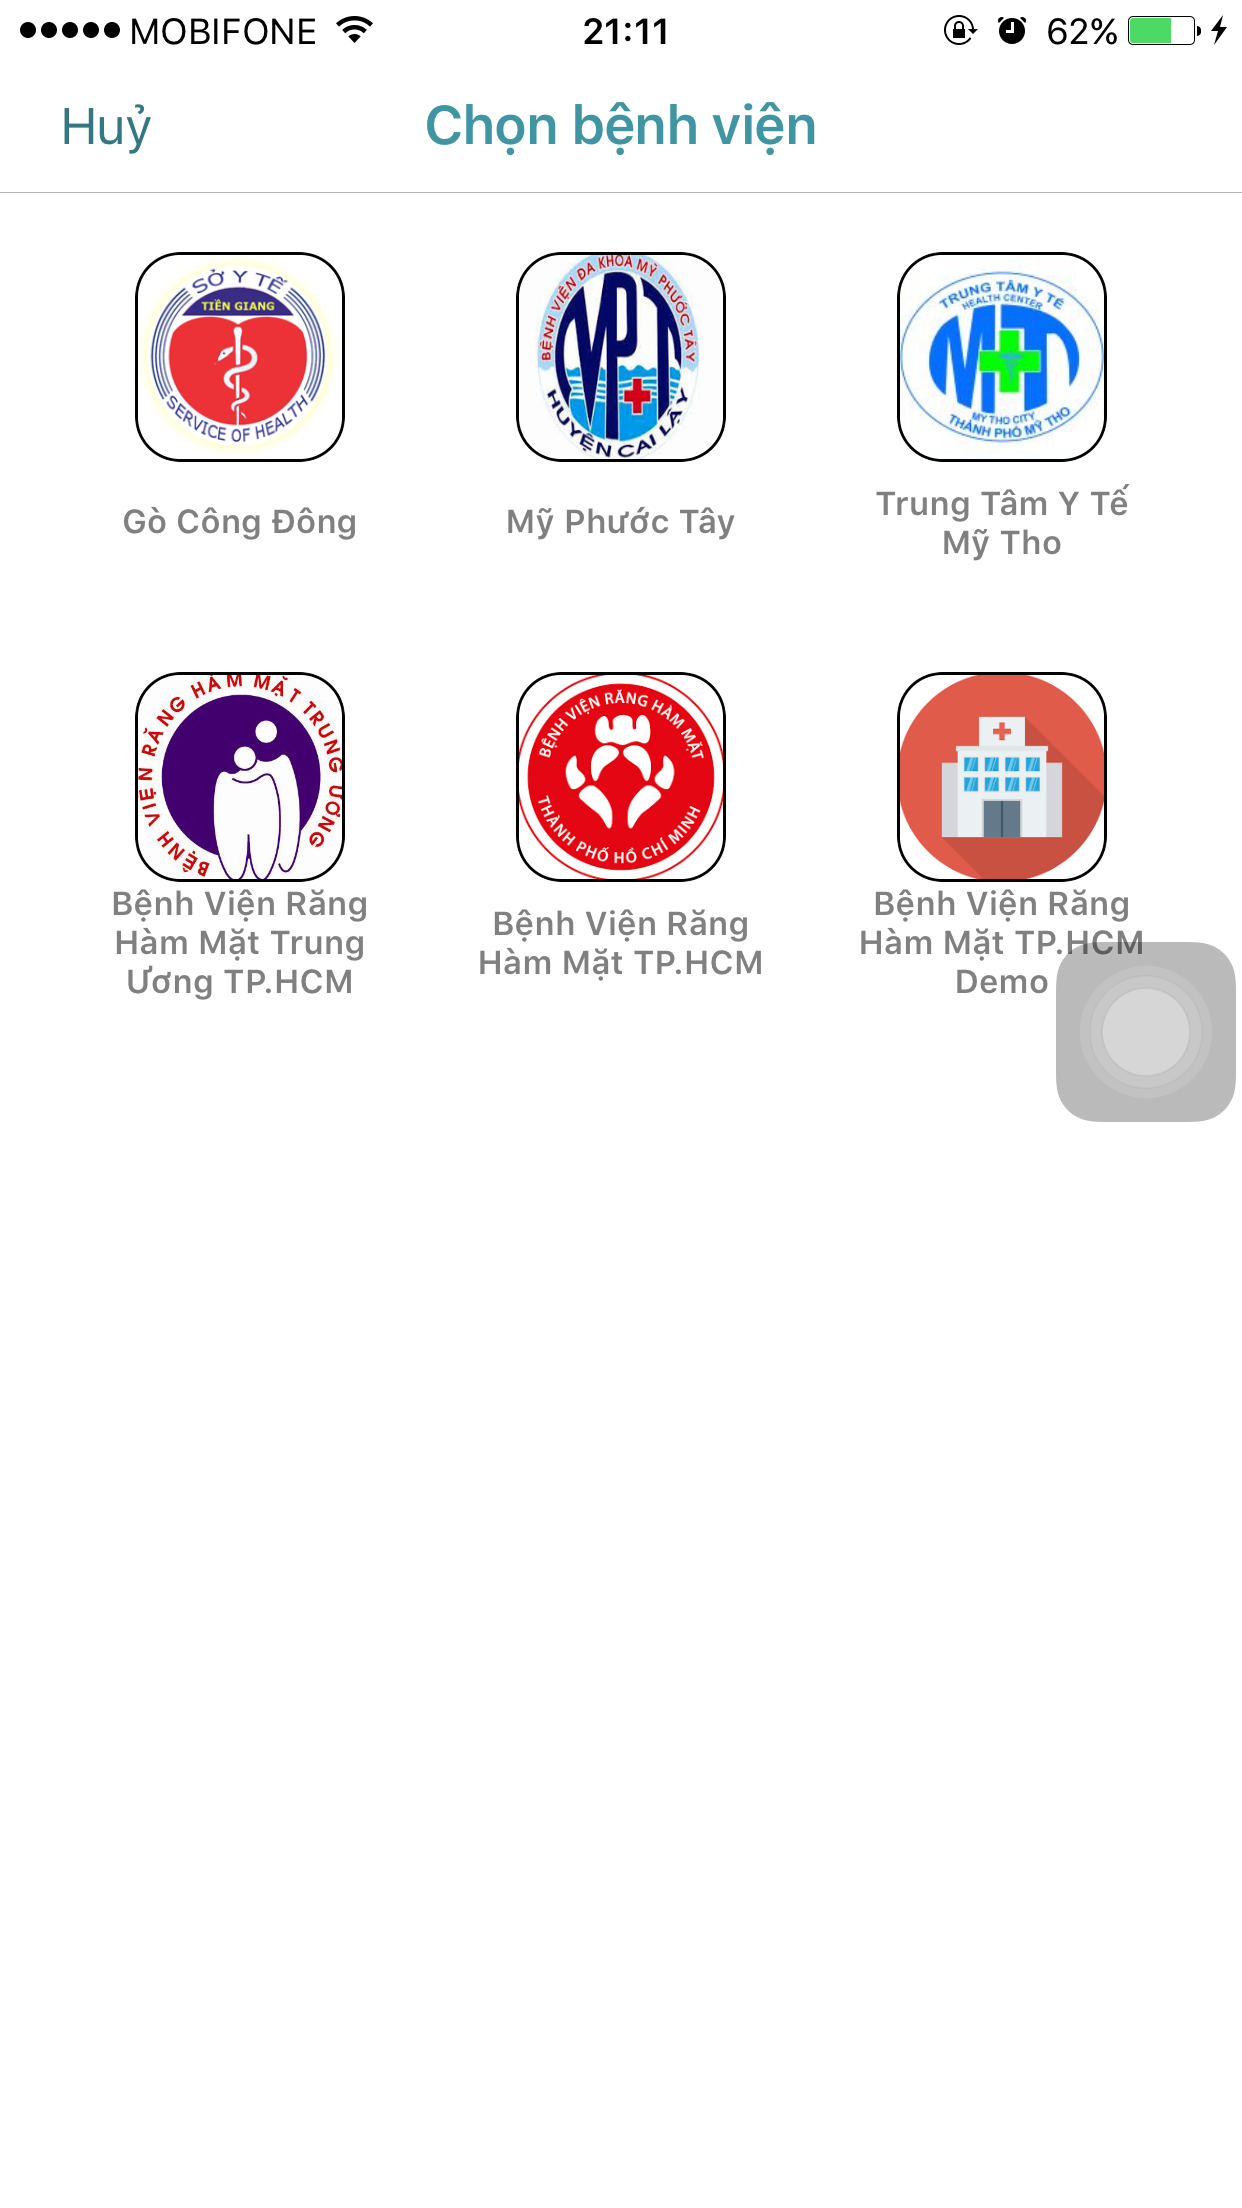 MOBIFONE 21:11 62%
Huỷ Chọn bệnh viện
SỞ Y TẾ
TIỀN GIANG
SERVICE OF HEALTH
BỆNH VIỆN ĐA KHOA MỸ PHƯỚC TÂY
MPT
HUYỆN CAI LẬY
TRUNG TÂM Y TẾ
HEALTH CENTER
MT
MY THO CITY
THÀNH PHỐ MỸ THO
Gò Công Đông
Mỹ Phước Tây
Trung Tâm Y Tế
Mỹ Tho
BỆNH VIỆN RĂNG HÀM MẶT TRUNG ƯƠNG
BỆNH VIỆN RĂNG HÀM MẶT
THÀNH PHỐ HỒ CHÍ MINH
Bệnh Viện Răng
Hàm Mặt Trung
Ương TP.HCM
Bệnh Viện Răng
Hàm Mặt TP.HCM
Bệnh Viện Răng
Hàm Mặt TP.HCM
Demo